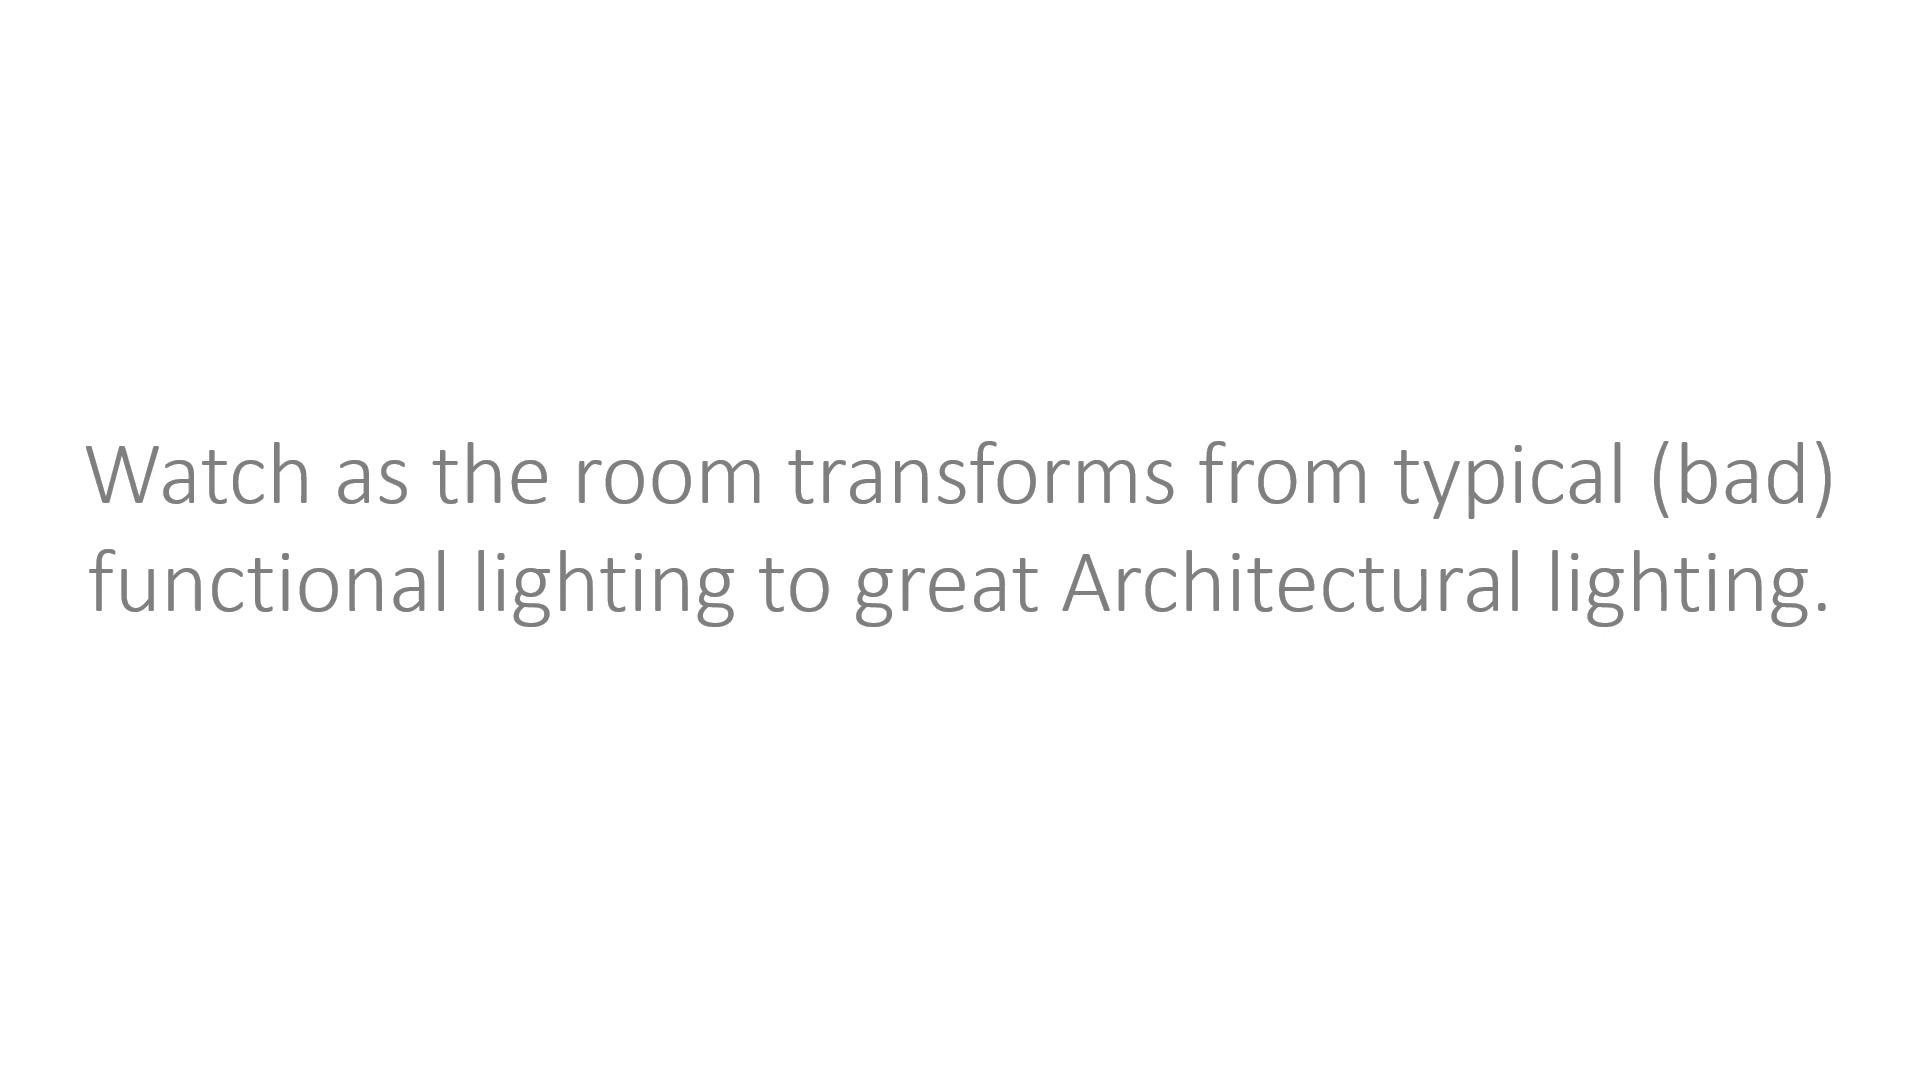 Watch as the room transforms from typical (bad)
functional lighting to great Architectural lighting.